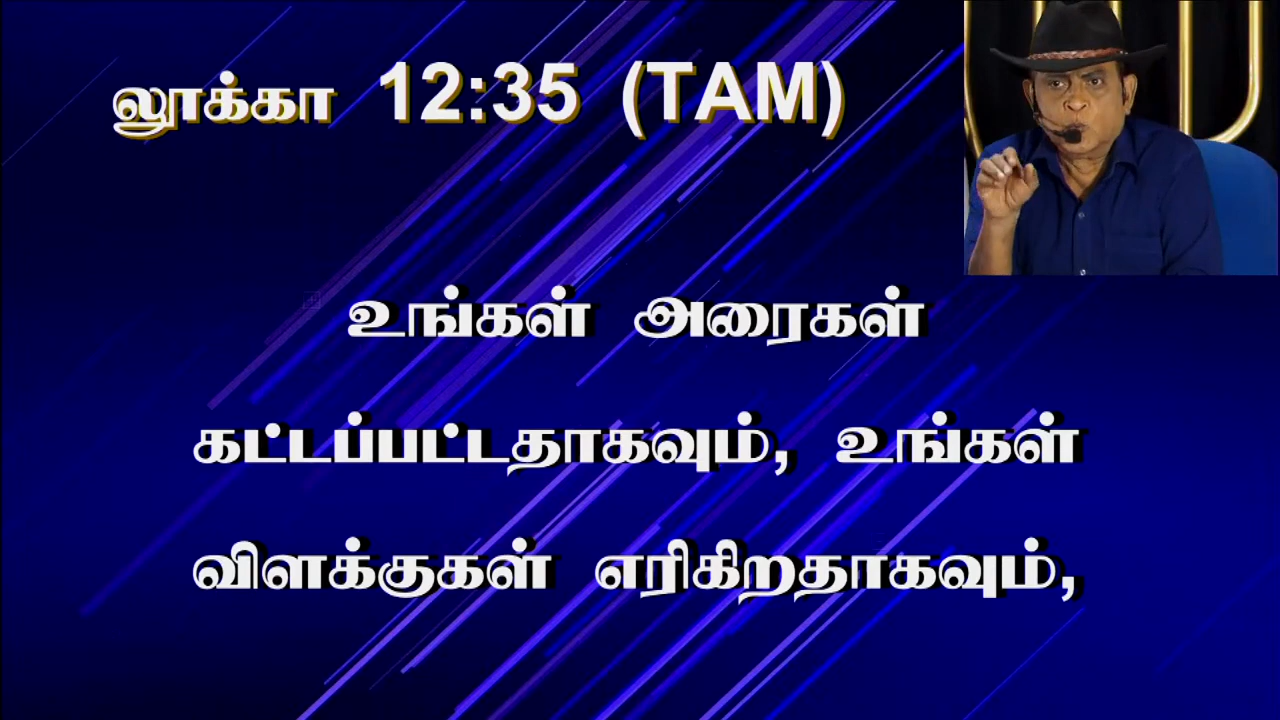 லூக்கா 12:35 (TAM)
உங்கள் அரைகள்
கட்டப்பட்டதாகவும், உங்கள்
விளக்குகள் எரிகிறதாகவும்,